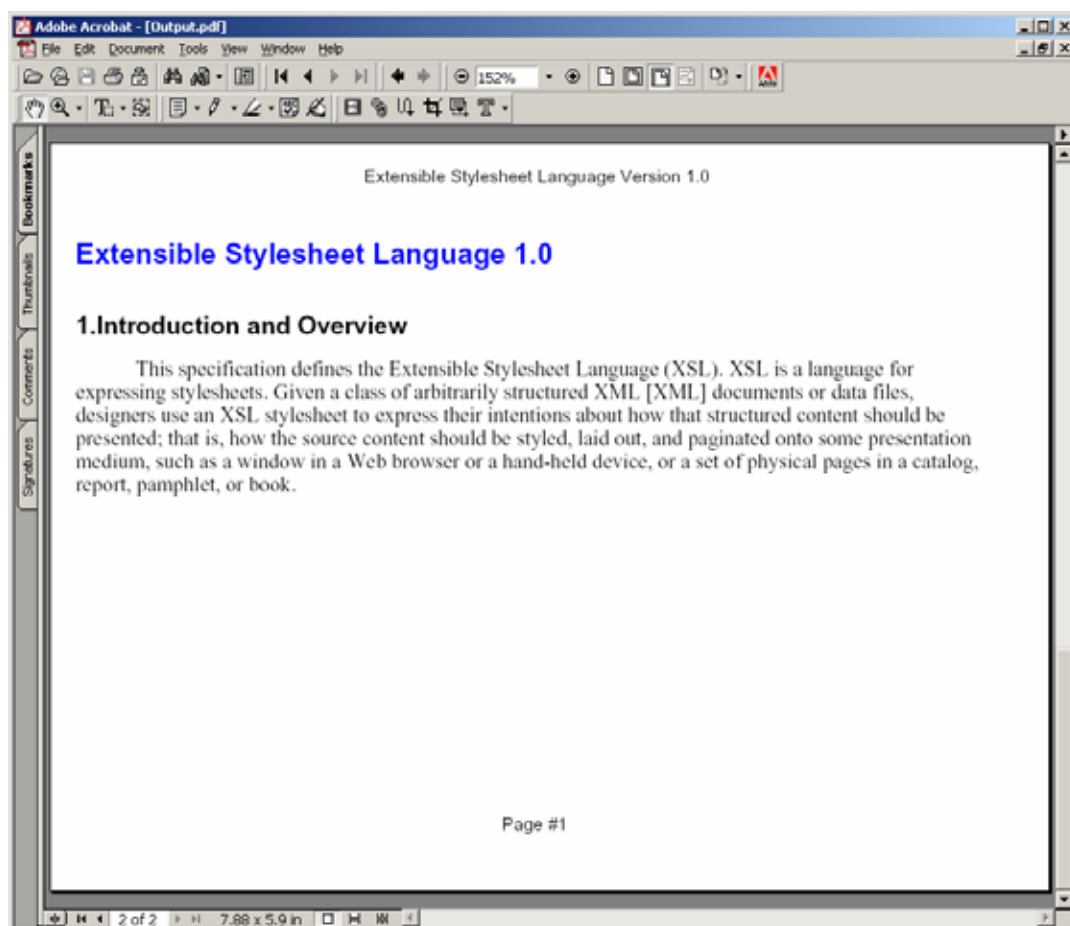 Adobe Acrobat - [Output.pdf]
File Edit Document Tools View Window Help
152%
Bookmarks
Thumbnails
Comments
Signatures
Extensible Stylesheet Language Version 1.0
Extensible Stylesheet Language 1.0
1.Introduction and Overview
This specification defines the Extensible Stylesheet Language (XSL). XSL is a language for
expressing stylesheets. Given a class of arbitrarily structured XML [XML] documents or data files,
designers use an XSL stylesheet to express their intentions about how that structured content should be
presented; that is, how the source content should be styled, laid out, and paginated onto some presentation
medium, such as a window in a Web browser or a hand-held device, or a set of physical pages in a catalog,
report, pamphlet, or book.
Page #1
2 of 2 7.88 x 5.9 in